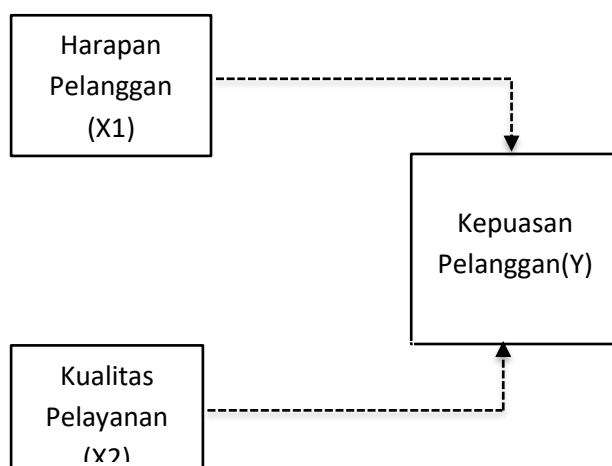 Harapan
Pelanggan
(X1)
Kepuasan
Pelanggan(Y)
Kualitas
Pelayanan
(X2)